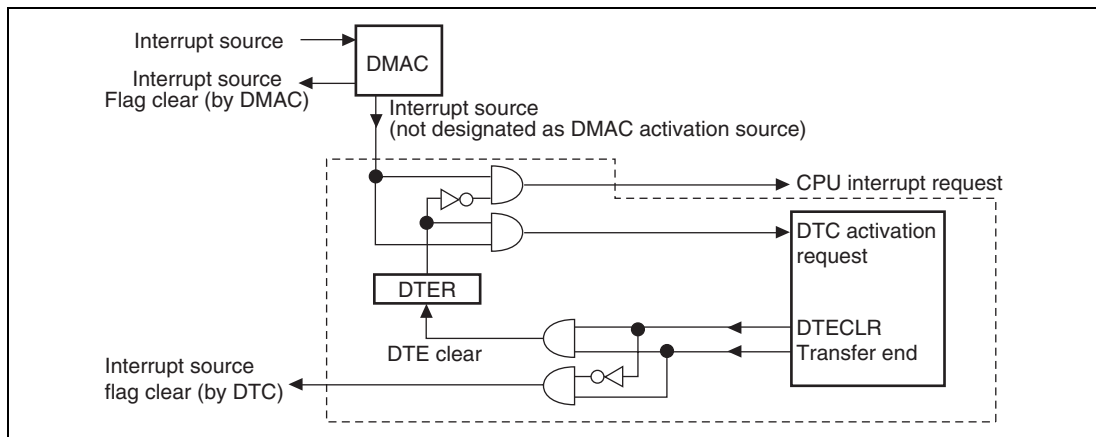 Interrupt source
DMAC
Interrupt source
Flag clear (by DMAC)
Interrupt source
(not designated as DMAC activation source)
CPU interrupt request
DTC activation
request
DTER
DTECLR
DTE clear
Transfer end
Interrupt source
flag clear (by DTC)